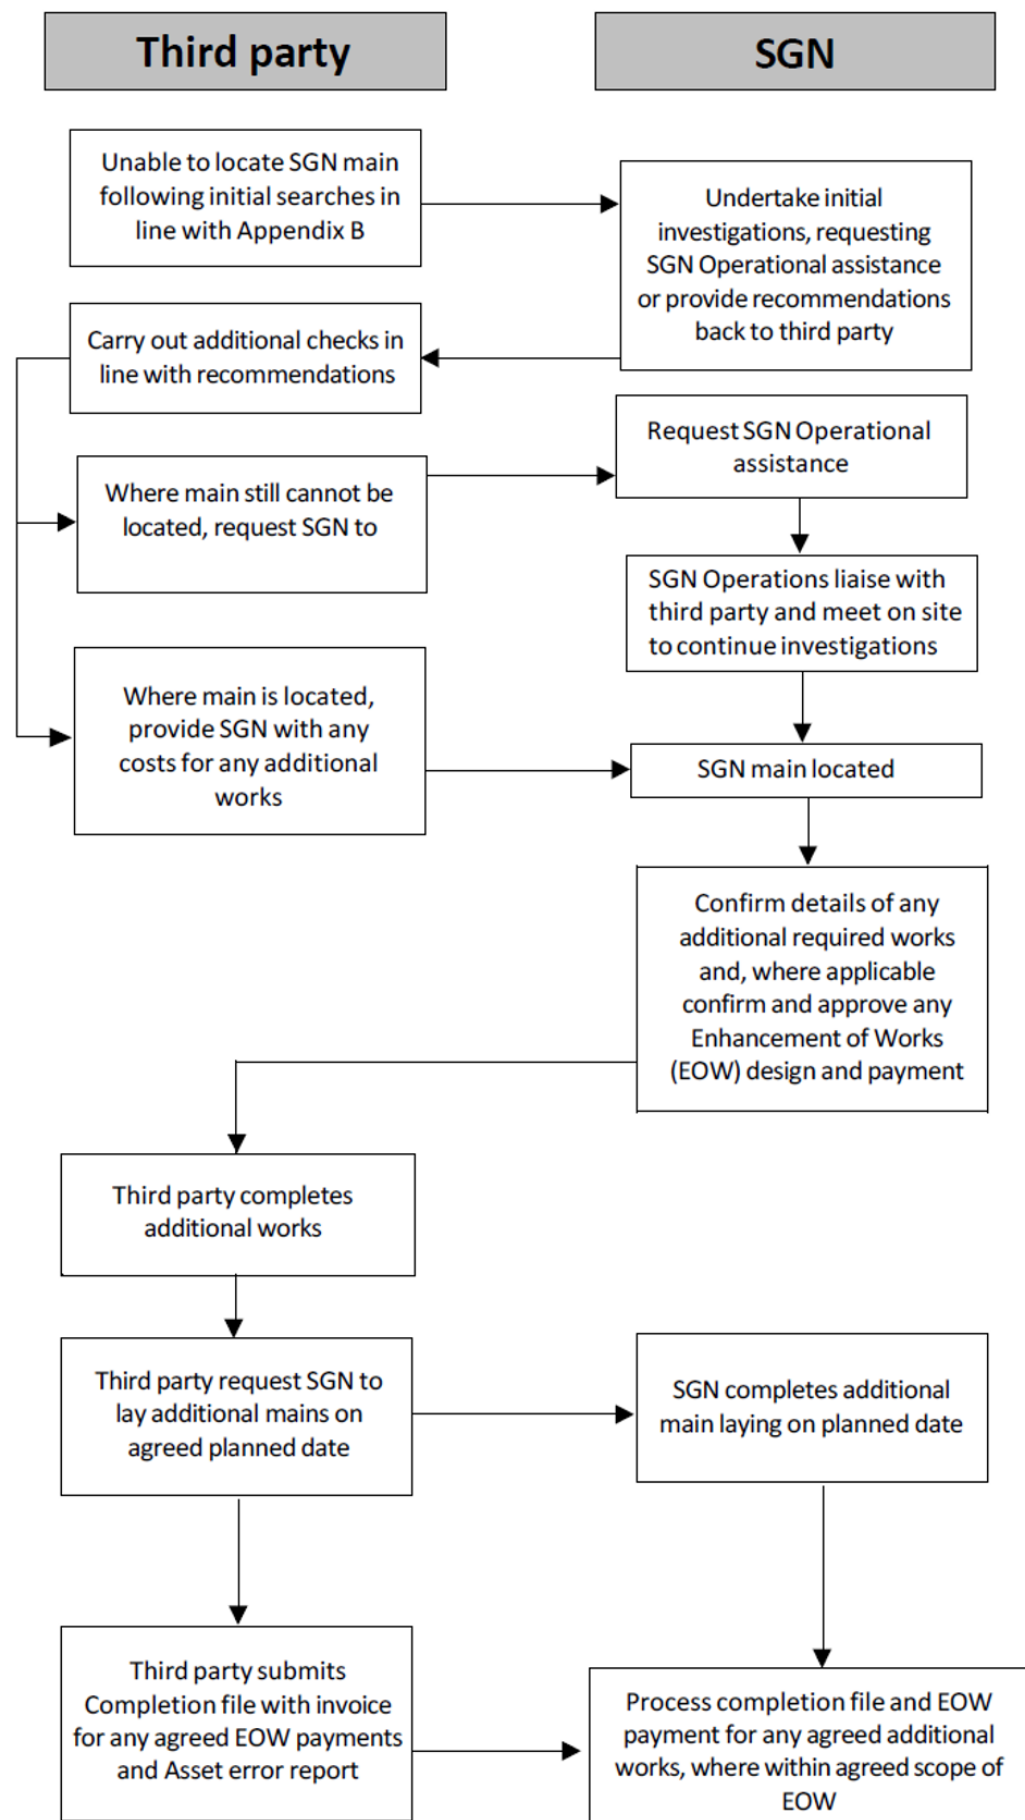 Third party
SGN
Unable to locate SGN main
following initial searches in
line with Appendix B
Undertake initial
investigations, requesting
SGN Operational assistance
or provide recommendations
back to third party
Carry out additional checks in
line with recommendations
Request SGN Operational
assistance
Where main still cannot be
located, request SGN to
SGN Operations liaise with
third party and meet on site
to continue investigations
Where main is located,
provide SGN with any
costs for any additional
works
SGN main located
Confirm details of any
additional required works
and, where applicable
confirm and approve any
Enhancement of Works
(EOW) design and payment
Third party completes
additional works
Third party request SGN to
lay additional mains on
agreed planned date
SGN completes additional
main laying on planned date
Third party submits
Completion file with invoice
for any agreed EOW payments
and Asset error report
Process completion file and EOW
payment for any agreed additional
works, where within agreed scope of
EOW